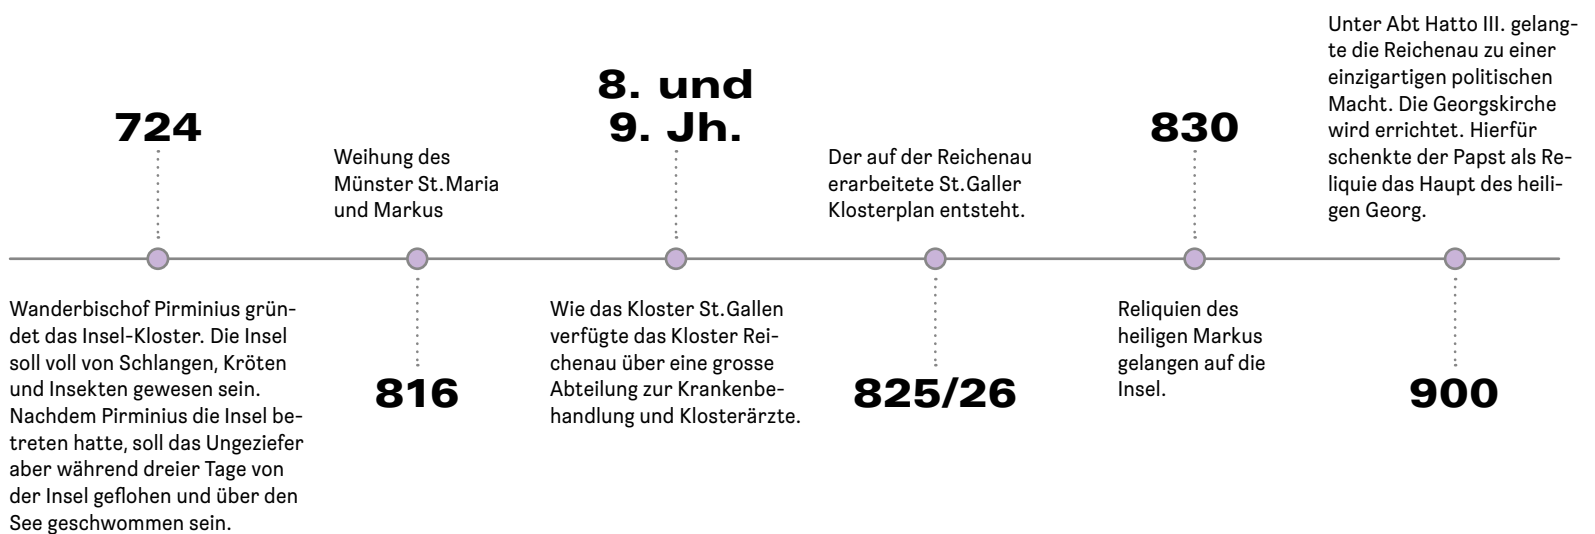 724
Wanderbischof Pirminius grün-
det das Insel-Kloster. Die Insel
soll voll von Schlangen, Kröten
und Insekten gewesen sein.
Nachdem Pirminius die Insel be-
treten hatte, soll das Ungeziefer
aber während dreier Tage von
der Insel geflohen und über den
See geschwommen sein.
Weihung des
Münster St.Maria
und Markus
816
8. und
9. Jh.
Wie das Kloster St.Gallen
verfügte das Kloster Rei-
chenau über eine grosse
Abteilung zur Krankenbe-
handlung und Klosterärzte.
Der auf der Reichenau
erarbeitete St.Galler
Klosterplan entsteht.
825/26
830
Reliquien des
heiligen Markus
gelangen auf die
Insel.
Unter Abt Hatto III. gelang-
te die Reichenau zu einer
einzigartigen politischen
Macht. Die Georgskirche
wird errichtet. Hierfür
schenkte der Papst als Re-
liquie das Haupt des heili-
gen Georg.
900